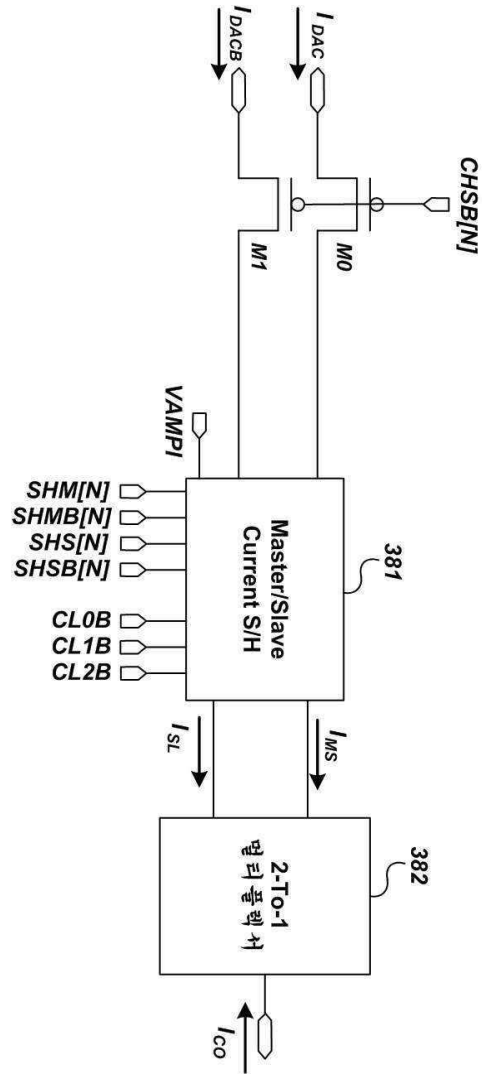 I_DACB
I_DAC
CHSB[N]
M1
M0
VAMPI
SHM[N]
SHMB[N]
SHS[N]
SHSB[N]
CL0B
CL1B
CL2B
Master/Slave
Current S/H
381
I_SL
I_MS
2-To-1
멀티플렉서
382
I_CO